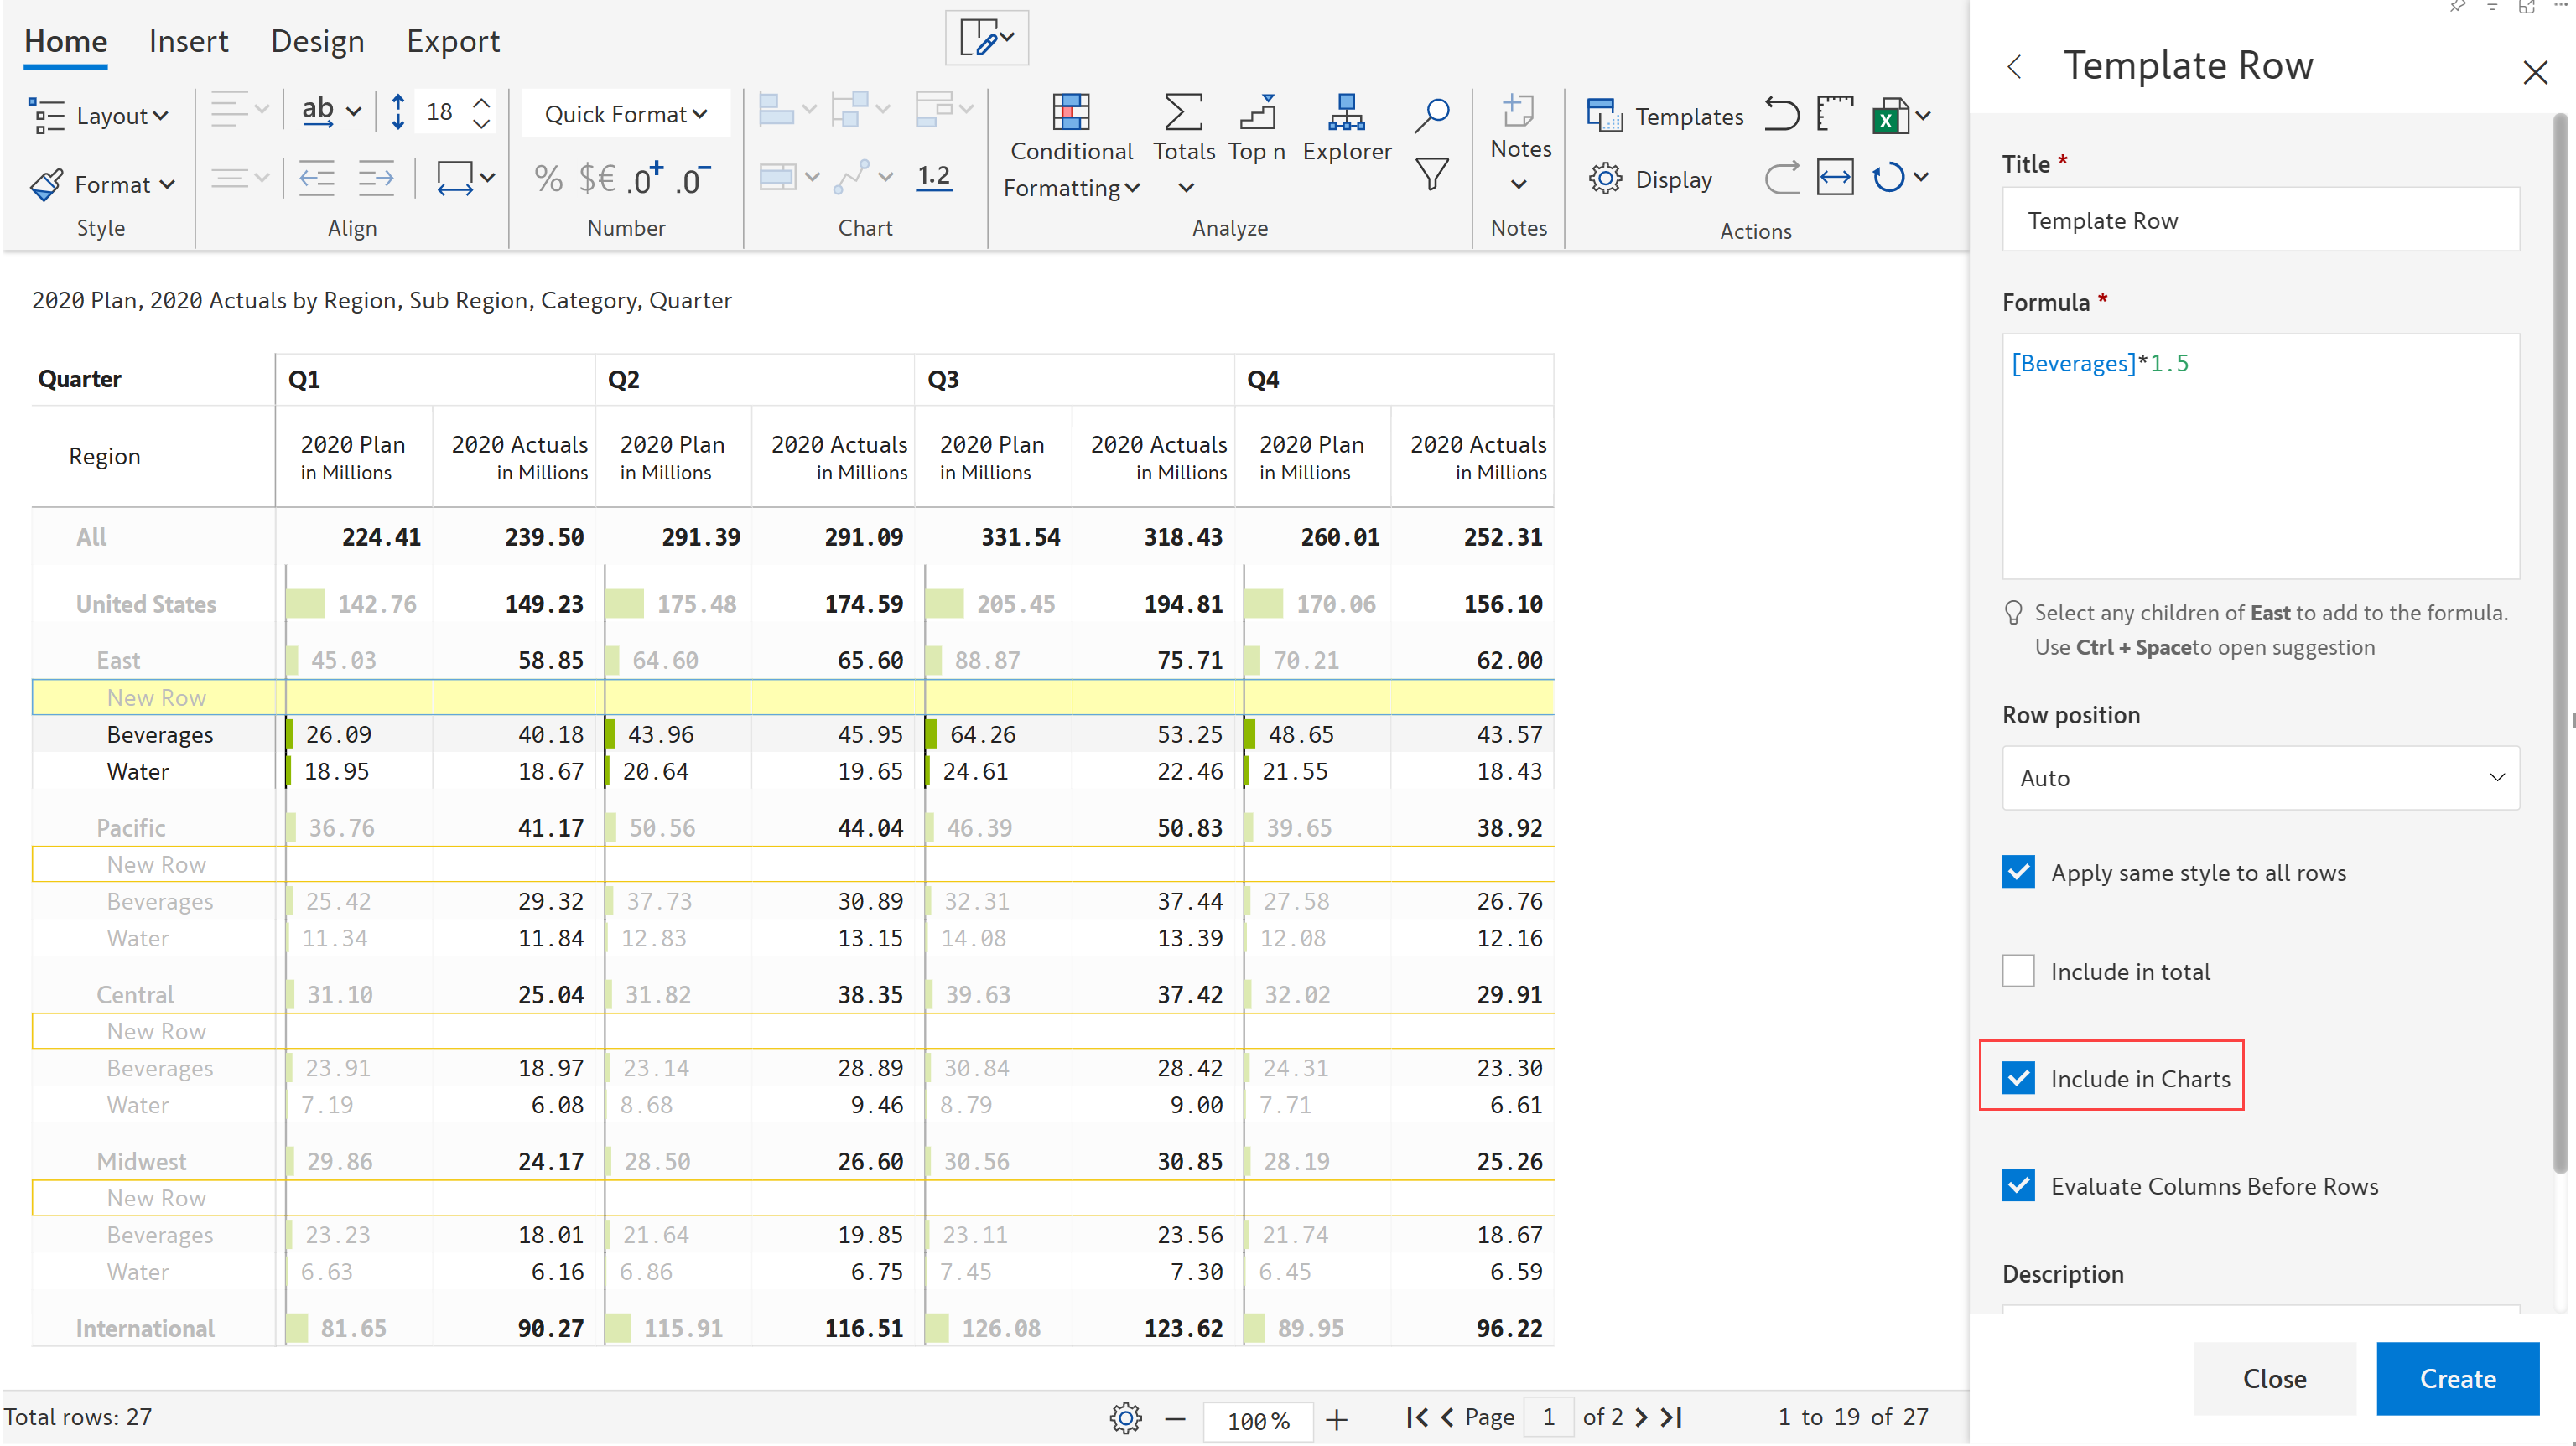 Home Insert Design Export
Layout ab 18 Quick Format Conditional Formatting Totals Top n Explorer Notes Templates
Format % $€ .0+ .0- 1.2 Display
Style Align Number Chart Analyze Notes Actions
2020 Plan, 2020 Actuals by Region, Sub Region, Category, Quarter
Quarter Q1 Q2 Q3 Q4
Region 2020 Plan 2020 Actuals 2020 Plan 2020 Actuals 2020 Plan 2020 Actuals 2020 Plan 2020 Actuals
in Millions in Millions in Millions in Millions in Millions in Millions in Millions in Millions
All 224.41 239.50 291.39 291.09 331.54 318.43 260.01 252.31
United States 142.76 149.23 175.48 174.59 205.45 194.81 170.06 156.10
East 45.03 58.85 64.60 65.60 88.87 75.71 70.21 62.00
New Row
Beverages 26.09 40.18 43.96 45.95 64.26 53.25 48.65 43.57
Water 18.95 18.67 20.64 19.65 24.61 22.46 21.55 18.43
Pacific 36.76 41.17 50.56 44.04 46.39 50.83 39.65 38.92
New Row
Beverages 25.42 29.32 37.73 30.89 32.31 37.44 27.58 26.76
Water 11.34 11.84 12.83 13.15 14.08 13.39 12.08 12.16
Central 31.10 25.04 31.82 38.35 39.63 37.42 32.02 29.91
New Row
Beverages 23.91 18.97 23.14 28.89 30.84 28.42 24.31 23.30
Water 7.19 6.08 8.68 9.46 8.79 9.00 7.71 6.61
Midwest 29.86 24.17 28.50 26.60 30.56 30.85 28.19 25.26
New Row
Beverages 23.23 18.01 21.64 19.85 23.11 23.56 21.74 18.67
Water 6.63 6.16 6.86 6.75 7.45 7.30 6.45 6.59
International 81.65 90.27 115.91 116.51 126.08 123.62 89.95 96.22
Total rows: 27 100% Page 1 of 2 1 to 19 of 27
Template Row
Title *
Template Row
Formula *
[Beverages]*1.5
Select any children of East to add to the formula.
Use Ctrl + Spaceto open suggestion
Row position
Auto
Apply same style to all rows
Include in total
Include in Charts
Evaluate Columns Before Rows
Description
Close Create